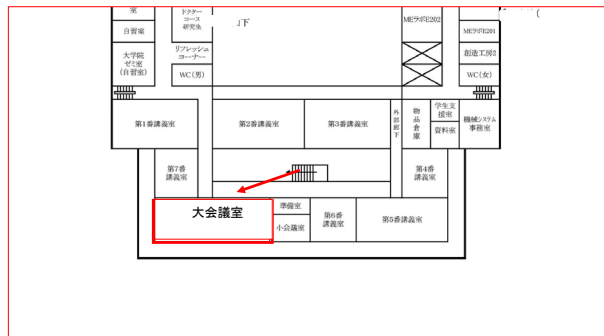 室
ドクター
コース
研究生
下
MEラボE202
自習室
MEラボE201
大学院
ゼミ室
(自習室)
リフレッシュ
コーナー
創造工房2
WC(男)
WC(女)
第1番講義室
第2番講義室
第3番講義室
外部廊下
物品倉庫
学生支
援室
資料室
機械システム
事務室
第7番
講義室
第4番
講義室
大会議室
準備室
小会議室
第6番
講義室
第5番講義室